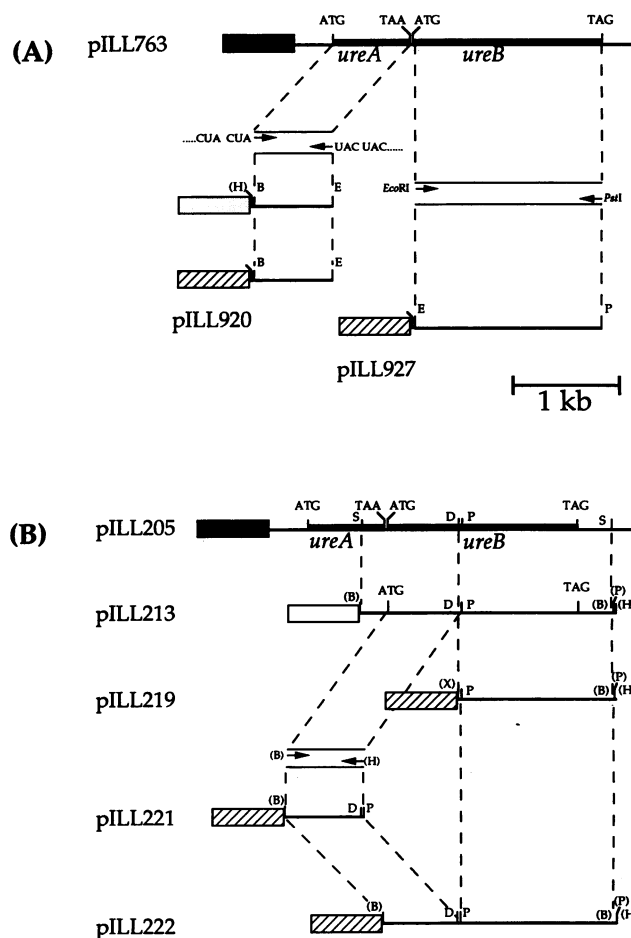 (A)
pILL763
ATG TAA ATG TAG
ureA ureB
.....CUA CUA
UAC UAC......
EcoRI
PstI
(H) B E
B E
pILL920
E P
pILL927
1 kb
(B)
pILL205
ATG S TAA ATG D P TAG S
ureA ureB
pILL213
(B) ATG D P TAG (B) (P) (H)
pILL219
(X) P (B) (P) (H)
(B) (H)
pILL221
(B) D P
pILL222
(B) D P (B) (P) (H